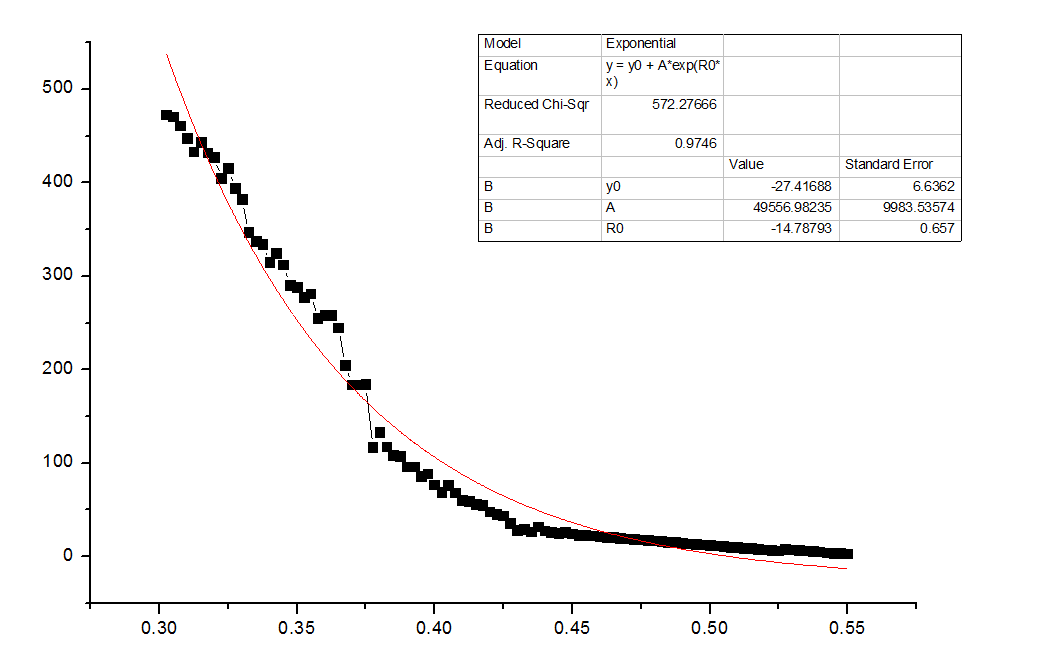 500
400
300
200
100
0
0.30 0.35 0.40 0.45 0.50 0.55
Model Exponential
Equation y = y0 + A*exp(R0*
x)
Reduced Chi-Sqr 572.27666
Adj. R-Square 0.9746
Value Standard Error
B y0 -27.41688 6.6362
B A 49556.98235 9983.53574
B R0 -14.78793 0.657